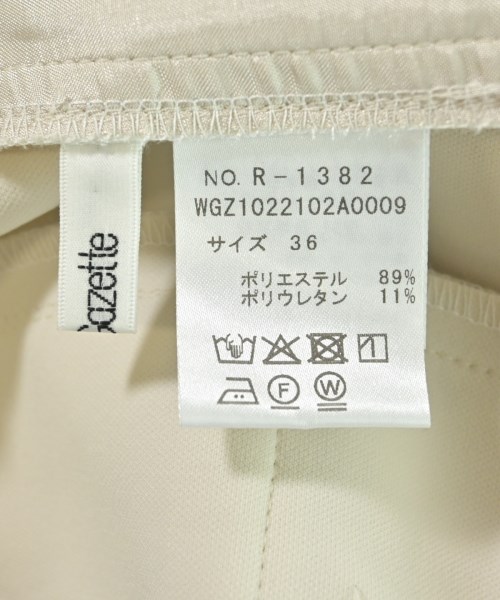 NO. R-1382
WGZ1022102A0009
サイズ 36
ポリエステル 89%
ポリウレタン 11%
F
W
Gazette